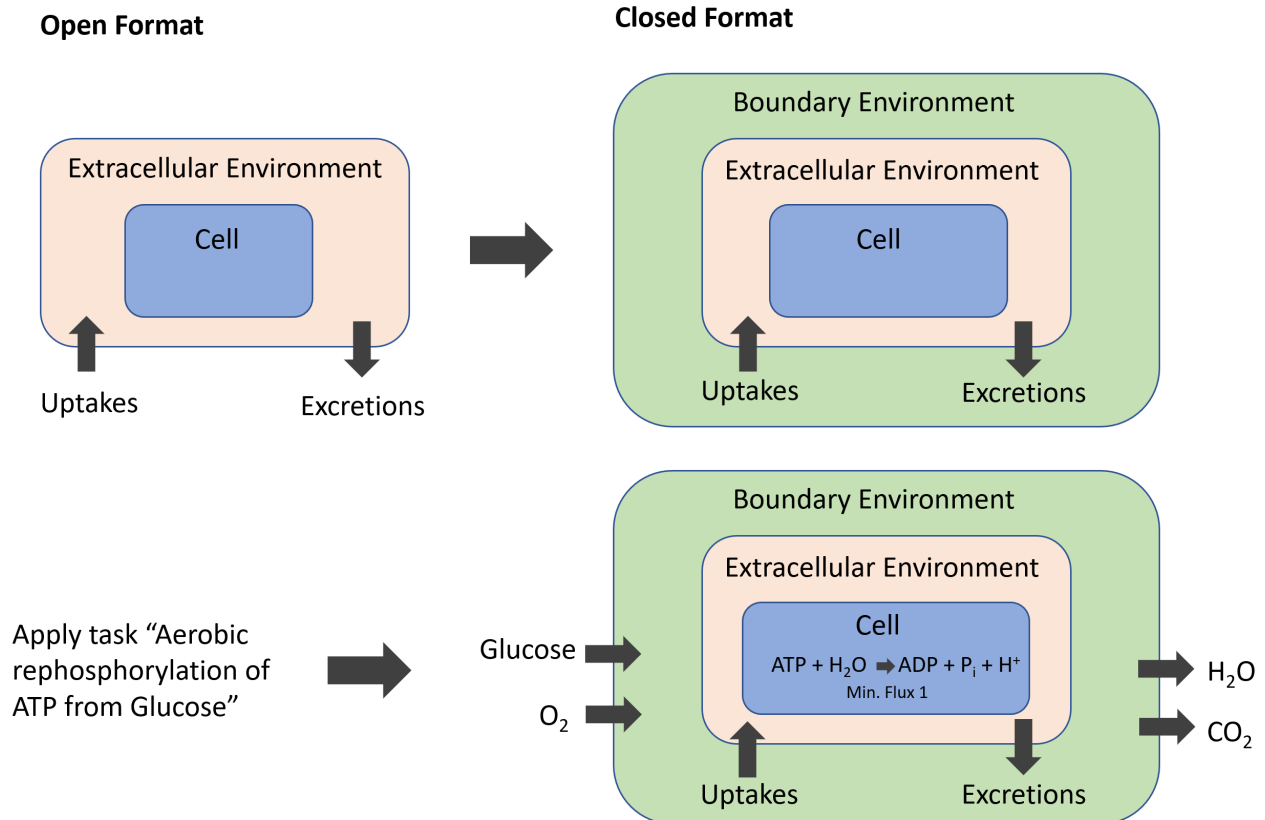 Open Format
Closed Format
Extracellular Environment
Cell
Uptakes
Excretions
Boundary Environment
Extracellular Environment
Cell
Uptakes
Excretions
Apply task “Aerobic
rephosphorylation of
ATP from Glucose”
Glucose
O₂
Boundary Environment
Extracellular Environment
Cell
ATP + H₂O ➡ ADP + Pᵢ + H⁺
Min. Flux 1
Uptakes
Excretions
H₂O
CO₂